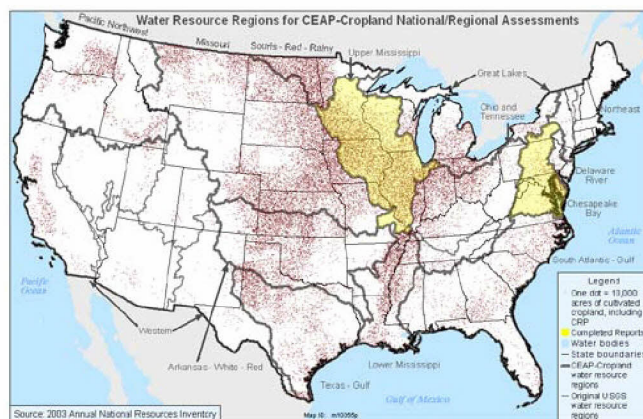 Water Resource Regions for CEAP-Cropland National/Regional Assessments
Pacific Northwest
Missouri
Souris - Red - Rainy
Upper Mississippi
Great Lakes
Ohio and
Tennessee
Northeast
Delaware
River
Chesapeake
Bay
Atlantic
Ocean
South Atlantic - Gulf
Pacific
Ocean
Western
Arkansas - White - Red
Texas - Gulf
Lower Mississippi
Gulf of Mexico
Legend
One dot = 10,000
acres of cultivated
cropland, including
CRP
Completed Reports
Water bodies
State boundaries
CEAP-Cropland
water resource
regions
Original USGS
water resource
regions
Source: 2003 Annual National Resources Inventory
Map ID: